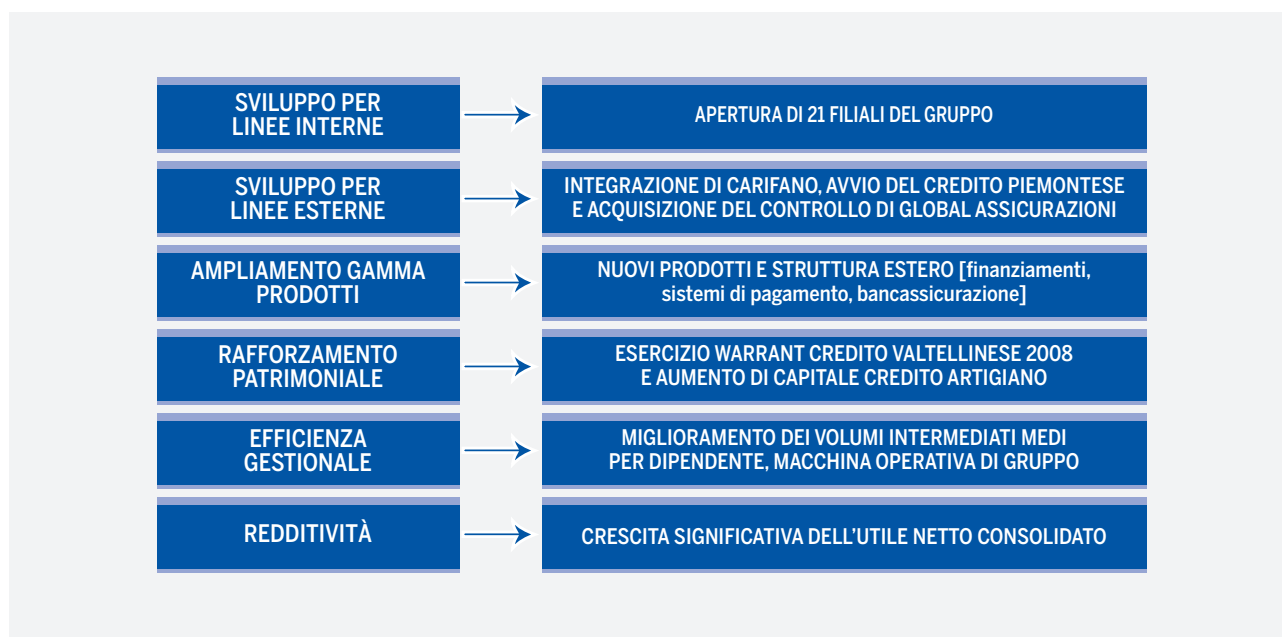 SVILUPPO PER
LINEE INTERNE
APERTURA DI 21 FILIALI DEL GRUPPO
SVILUPPO PER
LINEE ESTERNE
INTEGRAZIONE DI CARIFANO, AVVIO DEL CREDITO PIEMONTESE
E ACQUISIZIONE DEL CONTROLLO DI GLOBAL ASSICURAZIONI
AMPLIAMENTO GAMMA
PRODOTTI
NUOVI PRODOTTI E STRUTTURA ESTERO [finanziamenti,
sistemi di pagamento, bancassicurazione]
RAFFORZAMENTO
PATRIMONIALE
ESERCIZIO WARRANT CREDITO VALTELLINESE 2008
E AUMENTO DI CAPITALE CREDITO ARTIGIANO
EFFICIENZA
GESTIONALE
MIGLIORAMENTO DEI VOLUMI INTERMEDIATI MEDI
PER DIPENDENTE, MACCHINA OPERATIVA DI GRUPPO
REDDITIVITÀ
CRESCITA SIGNIFICATIVA DELL’UTILE NETTO CONSOLIDATO